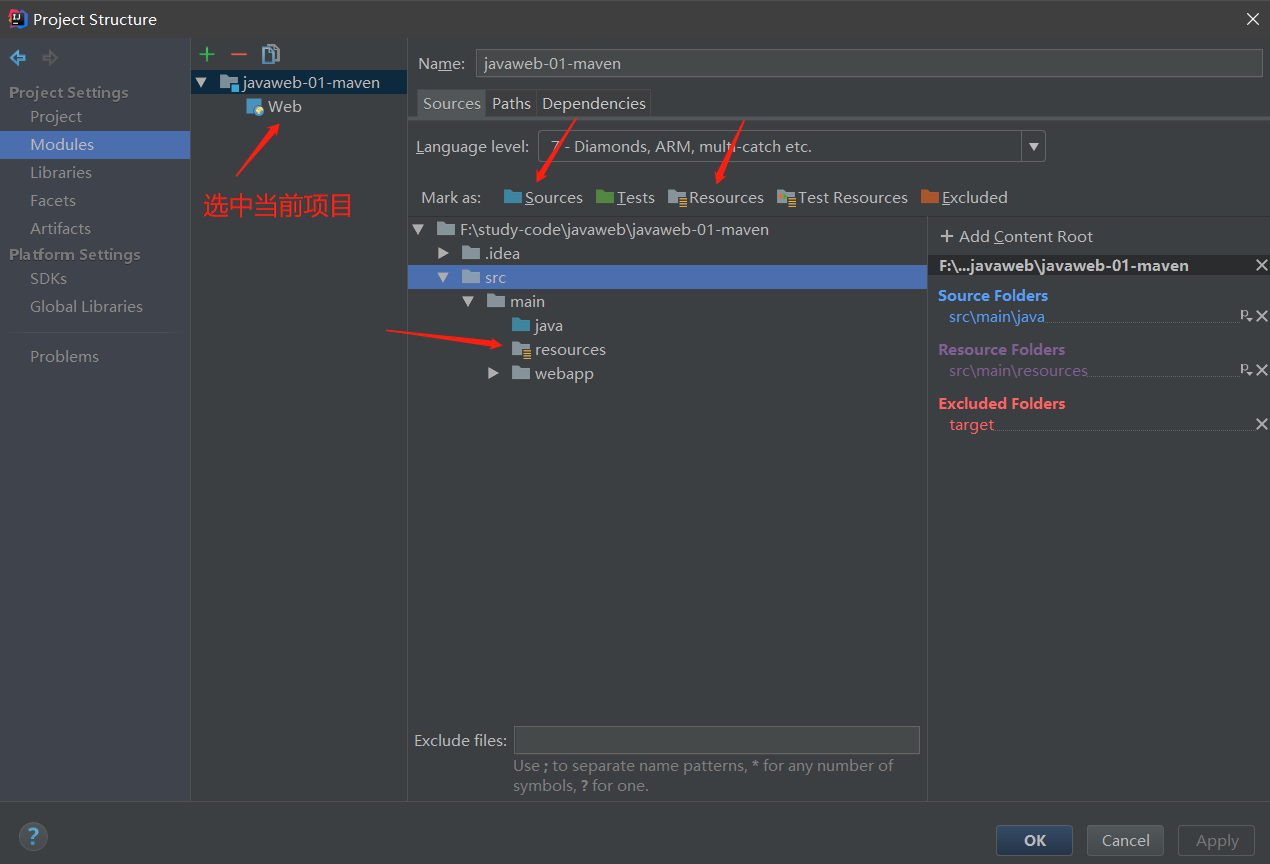 Project Structure
Project Settings
Project
Modules
Libraries
Facets
Artifacts
Platform Settings
SDKs
Global Libraries
Problems
javaweb-01-maven
Web
选中当前项目
Name: javaweb-01-maven
Sources Paths Dependencies
Language level: 7 - Diamonds, ARM, multi-catch etc.
Mark as: Sources Tests Resources Test Resources Excluded
F:\study-code\javaweb\javaweb-01-maven
.idea
src
main
java
resources
webapp
+ Add Content Root
F:\...javaweb\javaweb-01-maven
Source Folders
src\main\java
Resource Folders
src\main\resources
Excluded Folders
target
Exclude files:
Use ; to separate name patterns, * for any number of
symbols, ? for one.
?
OK Cancel Apply